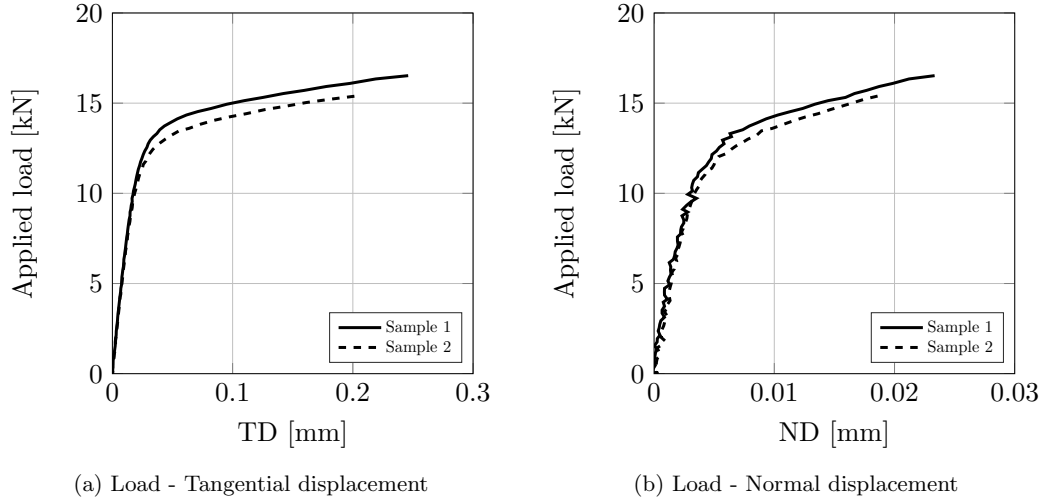 20
15
10
5
0
0
0.1
0.2
0.3
Applied load [kN]
TD [mm]
Sample 1
Sample 2
(a) Load - Tangential displacement
20
15
10
5
0
0
0.01
0.02
0.03
Applied load [kN]
ND [mm]
Sample 1
Sample 2
(b) Load - Normal displacement